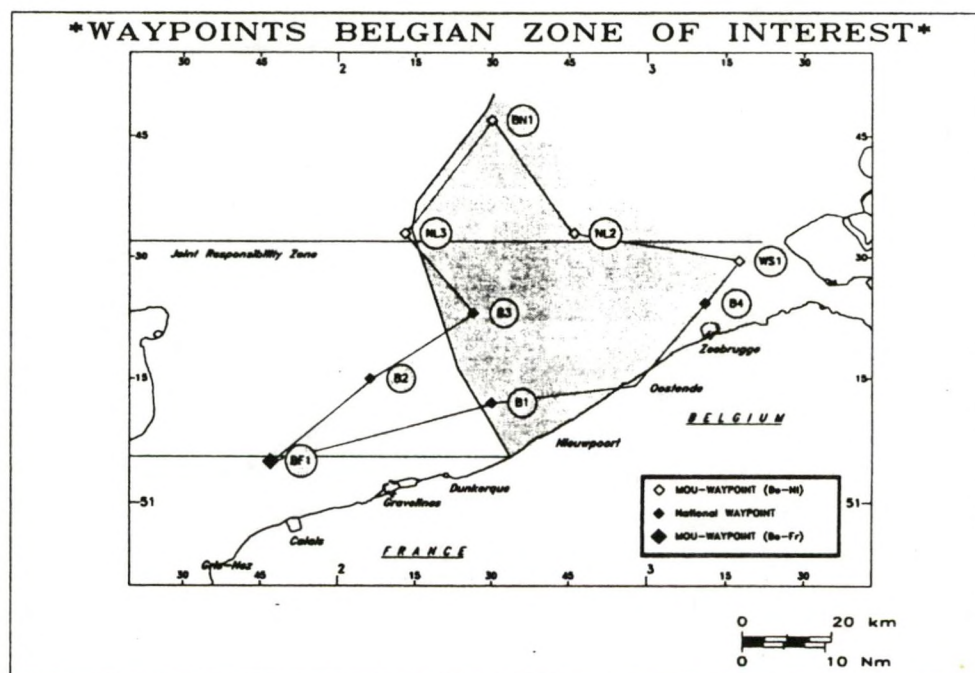 *WAYPOINTS BELGIAN ZONE OF INTEREST*
30 45 2 15 30 45 3 15 30
BN1
45 45
NL3 NL2
Joint Responsibility Zone
30 30
WS1
B3 B4
Zeebrugge
15 15
B2
Oostende
B1
BELGIUM
Nieuwpoort
BF1
Dunkerque
Gravelines
51 51
Calais
FRANCE
Gris-Nez
◇ MOU-WAYPOINT (Be-Nl)
◆ National WAYPOINT
◆ MOU-WAYPOINT (Be-Fr)
30 45 2 15 30 45 3 15 30
0 20 km
0 10 Nm